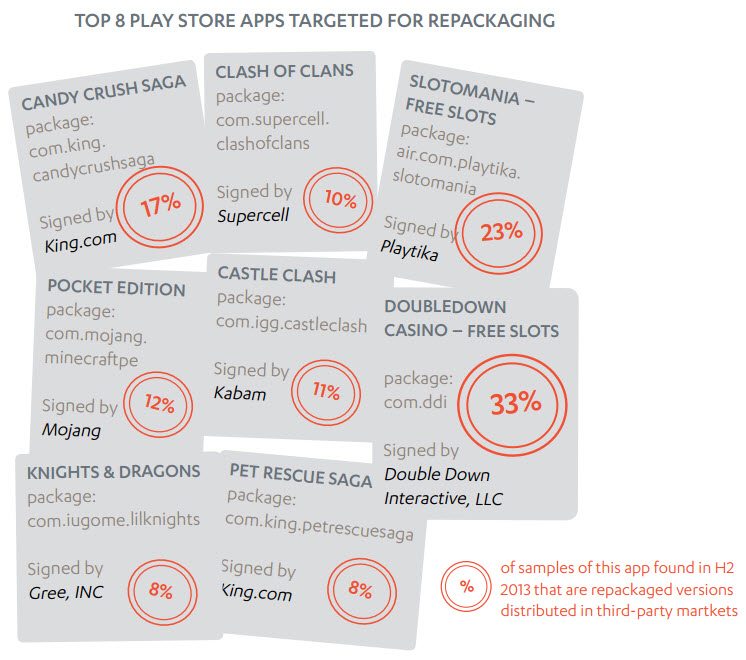 TOP 8 PLAY STORE APPS TARGETED FOR REPACKAGING
CANDY CRUSH SAGA
package:
com.king.
candycrushsaga
Signed by
King.com
17%
CLASH OF CLANS
package:
com.supercell.
clashofclans
Signed by
Supercell
10%
SLOTOMANIA –
FREE SLOTS
package:
air.com.playtika.
slotomania
Signed by
Playtika
23%
POCKET EDITION
package:
com.mojang.
minecraftpe
Signed by
Mojang
12%
CASTLE CLASH
package:
com.igg.castleclash
Signed by
Kabam
11%
DOUBLEDOWN
CASINO – FREE SLOTS
package:
com.ddi
Signed by
Double Down
Interactive, LLC
33%
KNIGHTS & DRAGONS
package:
com.iugome.lilknights
Signed by
Gree, INC
8%
PET RESCUE SAGA
package:
com.king.petrescuesaga
Signed by
King.com
8%
%
of samples of this app found in H2
2013 that are repackaged versions
distributed in third-party martkets